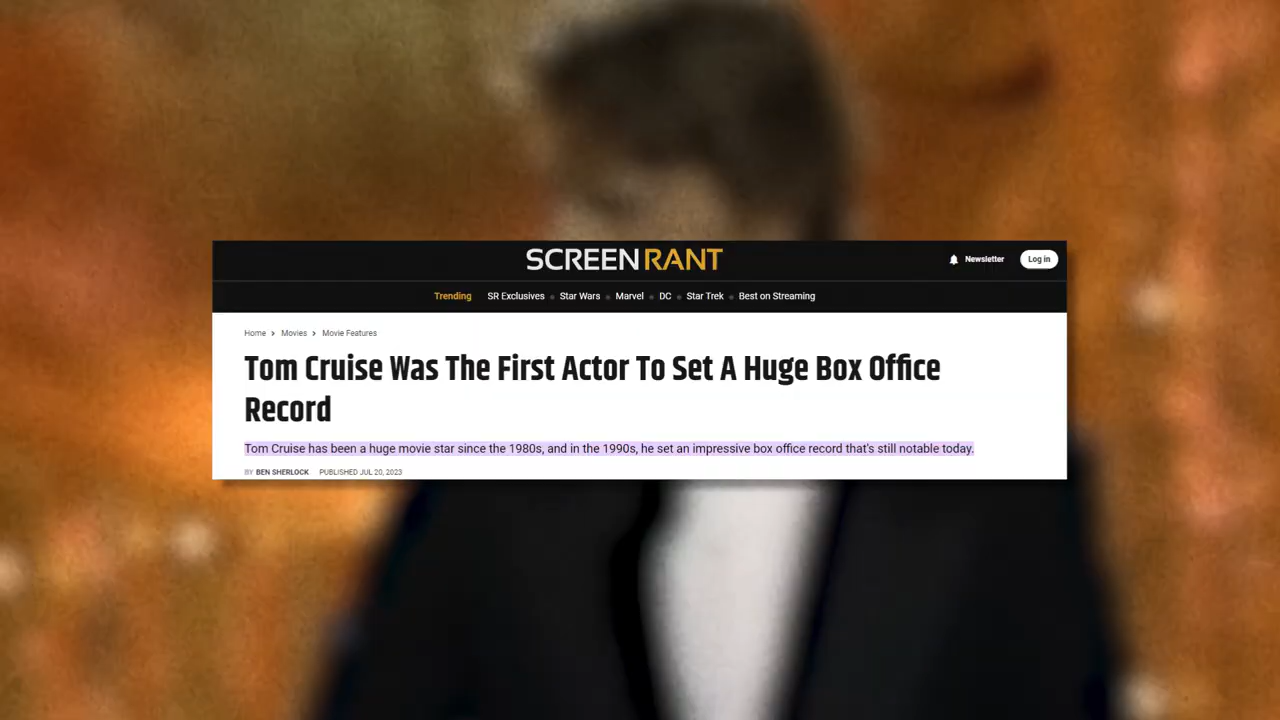 SCREENRANT
Newsletter
Log in
Trending SR Exclusives Star Wars Marvel DC Star Trek Best on Streaming
Home > Movies > Movie Features
Tom Cruise Was The First Actor To Set A Huge Box Office
Record
Tom Cruise has been a huge movie star since the 1980s, and in the 1990s, he set an impressive box office record that's still notable today.
BY BEN SHERLOCK PUBLISHED JUL 20, 2023